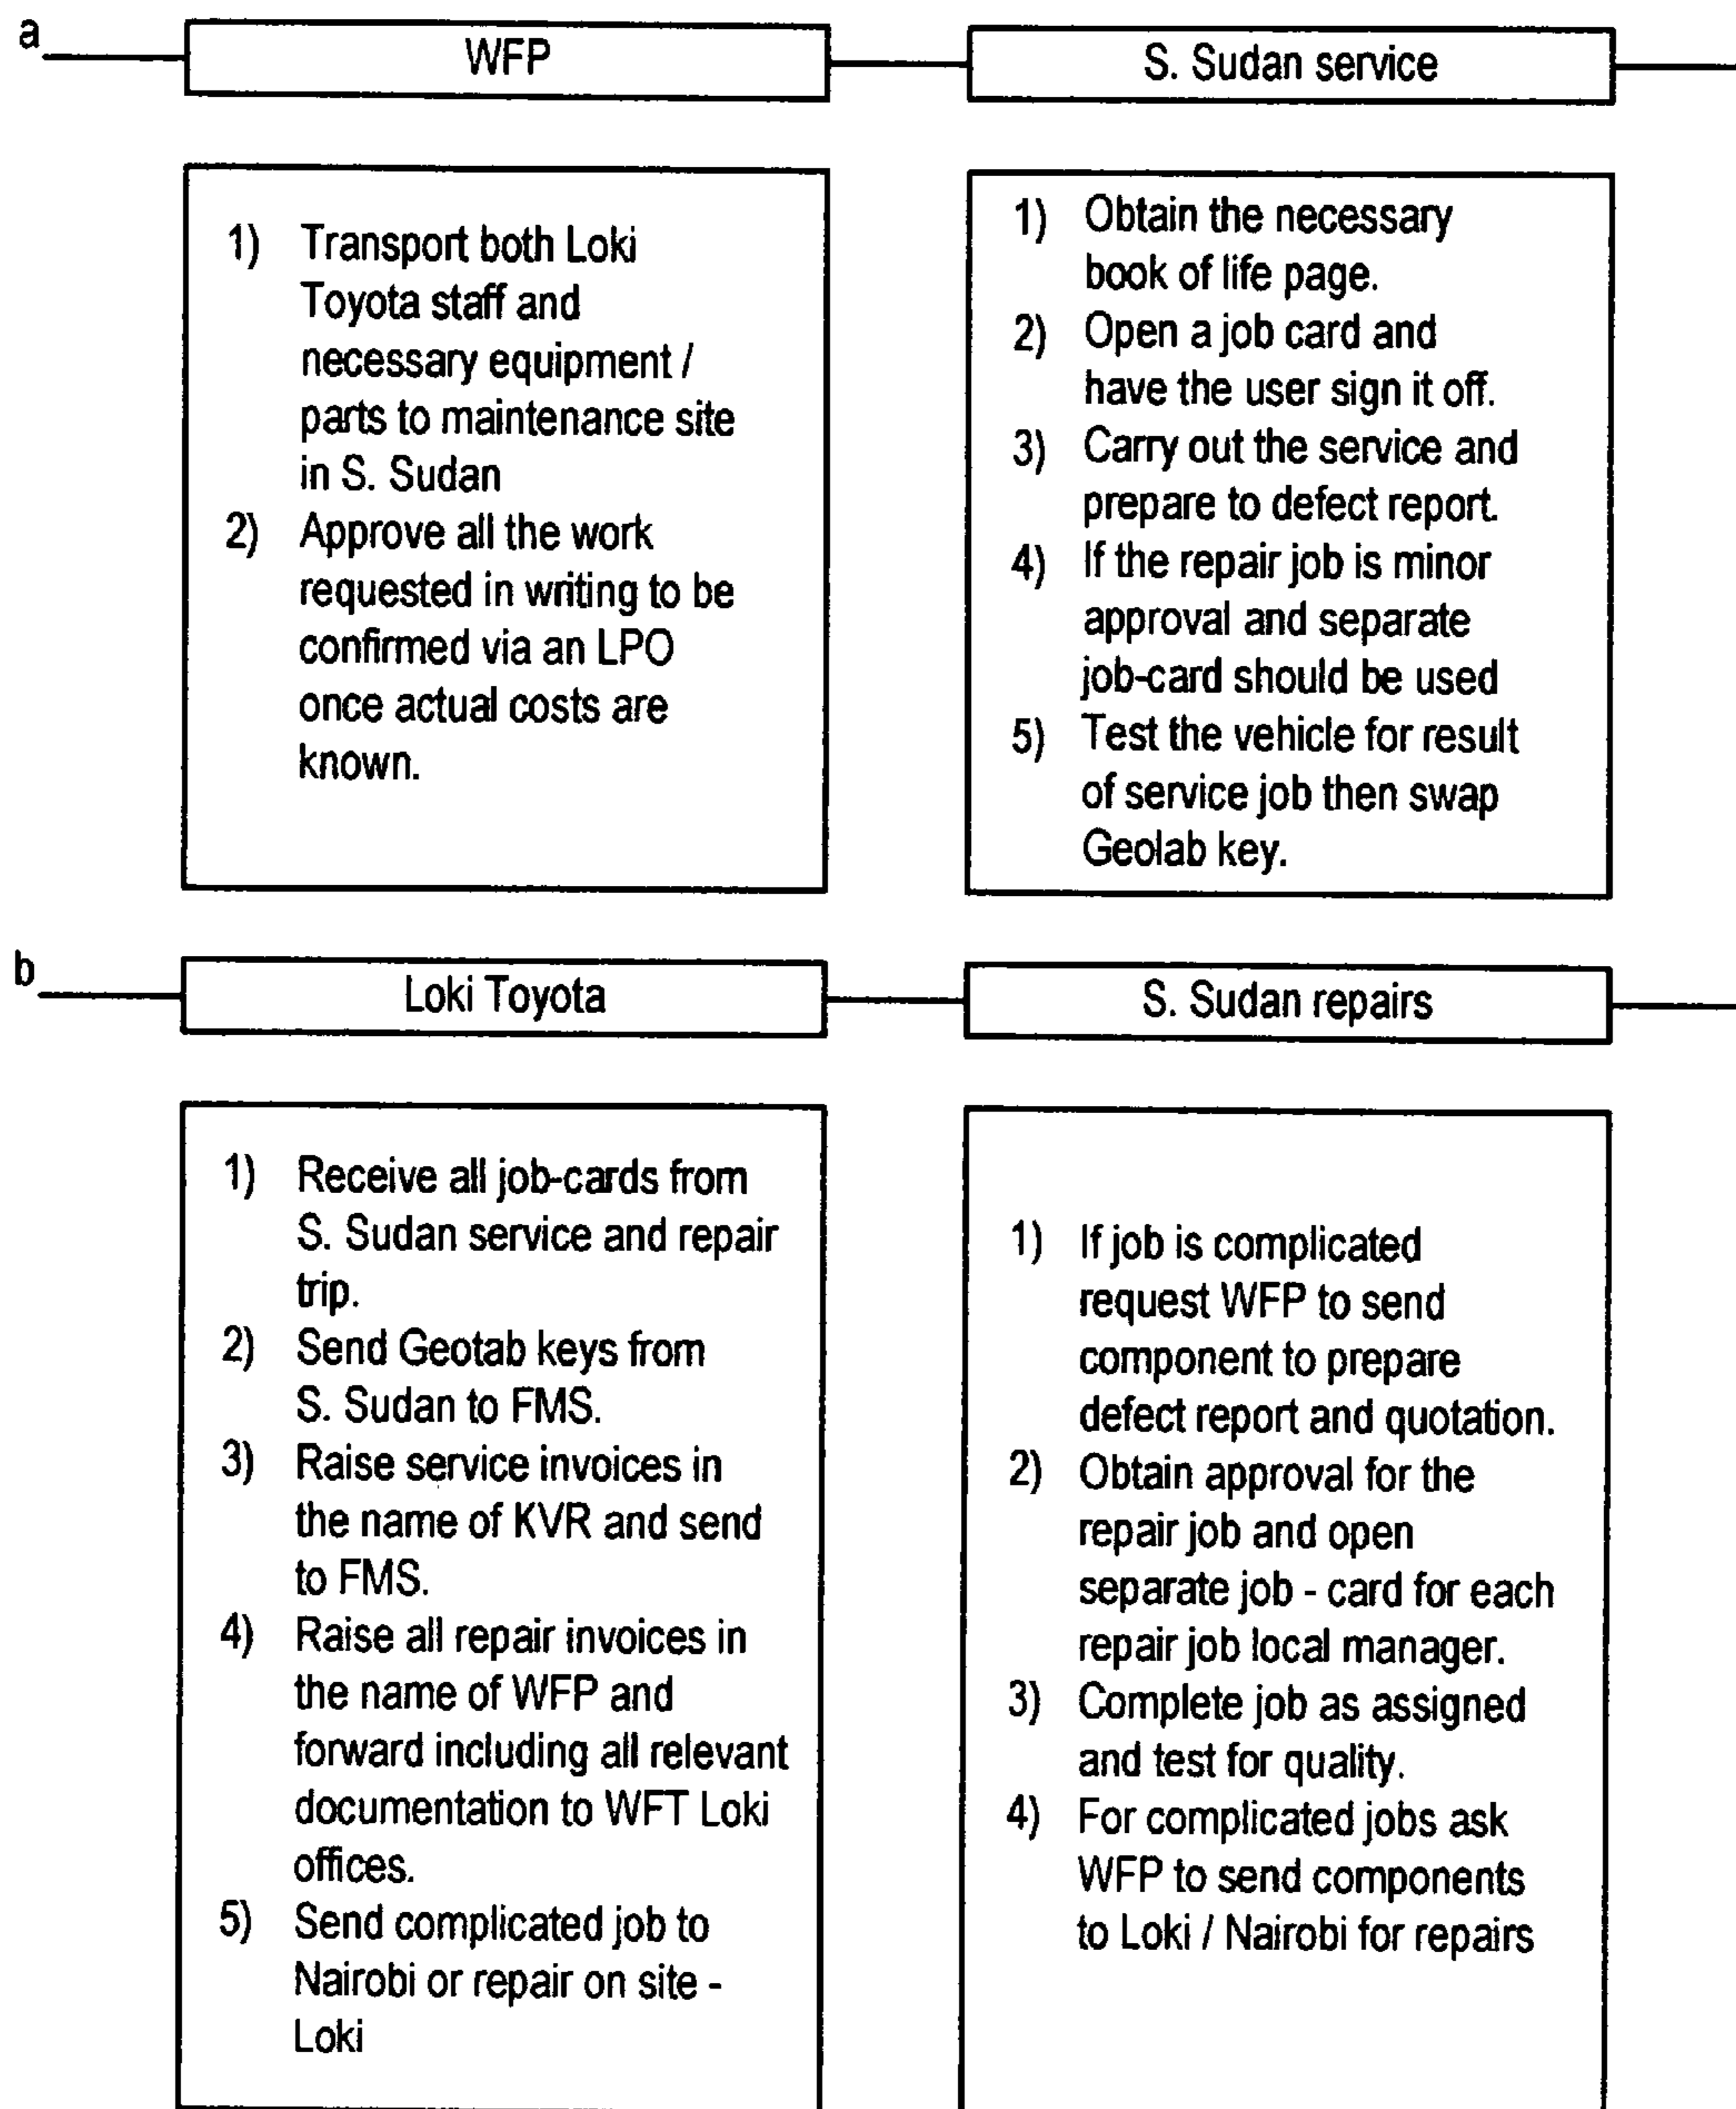 a
WFP
S. Sudan service
1) Transport both Loki
Toyota staff and
necessary equipment /
parts to maintenance site
in S. Sudan
2) Approve all the work
requested in writing to be
confirmed via an LPO
once actual costs are
known.
1) Obtain the necessary
book of life page.
2) Open a job card and
have the user sign it off.
3) Carry out the service and
prepare to defect report.
4) If the repair job is minor
approval and separate
job-card should be used
5) Test the vehicle for result
of service job then swap
Geolab key.
b
Loki Toyota
S. Sudan repairs
1) Receive all job-cards from
S. Sudan service and repair
trip.
2) Send Geotab keys from
S. Sudan to FMS.
3) Raise service invoices in
the name of KVR and send
to FMS.
4) Raise all repair invoices in
the name of WFP and
forward including all relevant
documentation to WFT Loki
offices.
5) Send complicated job to
Nairobi or repair on site -
Loki
1) If job is complicated
request WFP to send
component to prepare
defect report and quotation.
2) Obtain approval for the
repair job and open
separate job - card for each
repair job local manager.
3) Complete job as assigned
and test for quality.
4) For complicated jobs ask
WFP to send components
to Loki / Nairobi for repairs